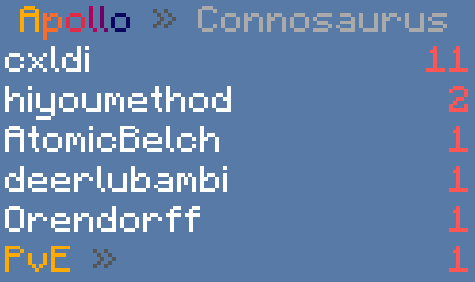 Apollo » Connosaurus
cxldi 11
hiyoumethod 2
AtomicBelch 1
deerlubambi 1
Orendorff 1
PvE » 1